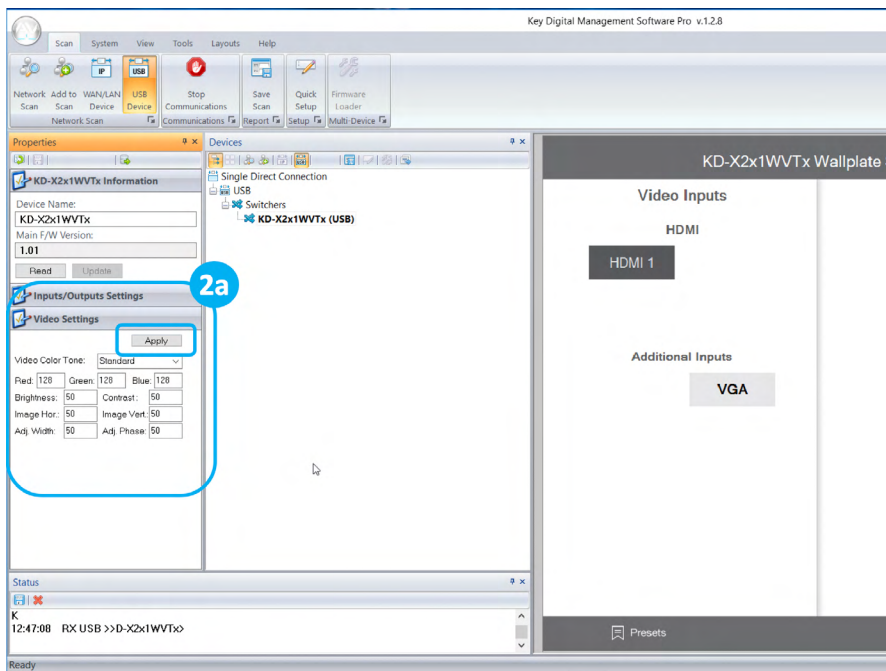 Key Digital Management Software Pro v.1.2.8
Scan System View Tools Layouts Help
IP USB
Network Scan Add to Scan WAN/LAN Device USB Device Stop Communications Save Scan Quick Setup Firmware Loader
Network Scan Communications Report Setup Multi-Device
Properties
KD-X2x1WVTx Information
Device Name:
KD-X2x1WVTx
Main F/W Version:
1.01
Read Update
Inputs/Outputs Settings
Video Settings
2a
Apply
Video Color Tone: Standard
Red: 128 Green: 128 Blue: 128
Brightness: 50 Contrast: 50
Image Hor.: 50 Image Vert.: 50
Adj. Width: 50 Adj. Phase: 50
Devices
Single Direct Connection
USB
Switchers
KD-X2x1WVTx (USB)
KD-X2x1WVTx Wallplate
Video Inputs
HDMI
HDMI 1
Additional Inputs
VGA
Presets
Status
K
12:47:08 RX USB >>D-X2x1WVTx>
Ready